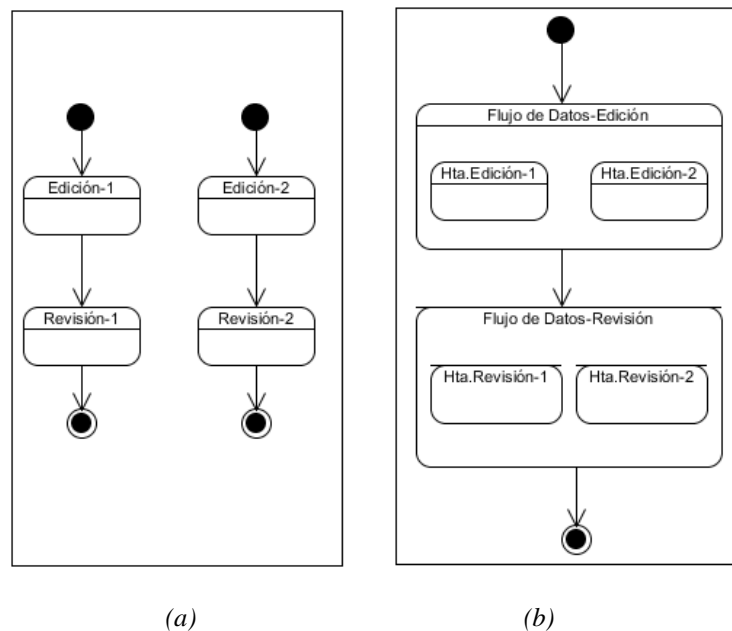 Edición-1
Edición-2
Revisión-1
Revisión-2
Flujo de Datos-Edición
Hta.Edición-1
Hta.Edición-2
Flujo de Datos-Revisión
Hta.Revisión-1
Hta.Revisión-2
(a)
(b)